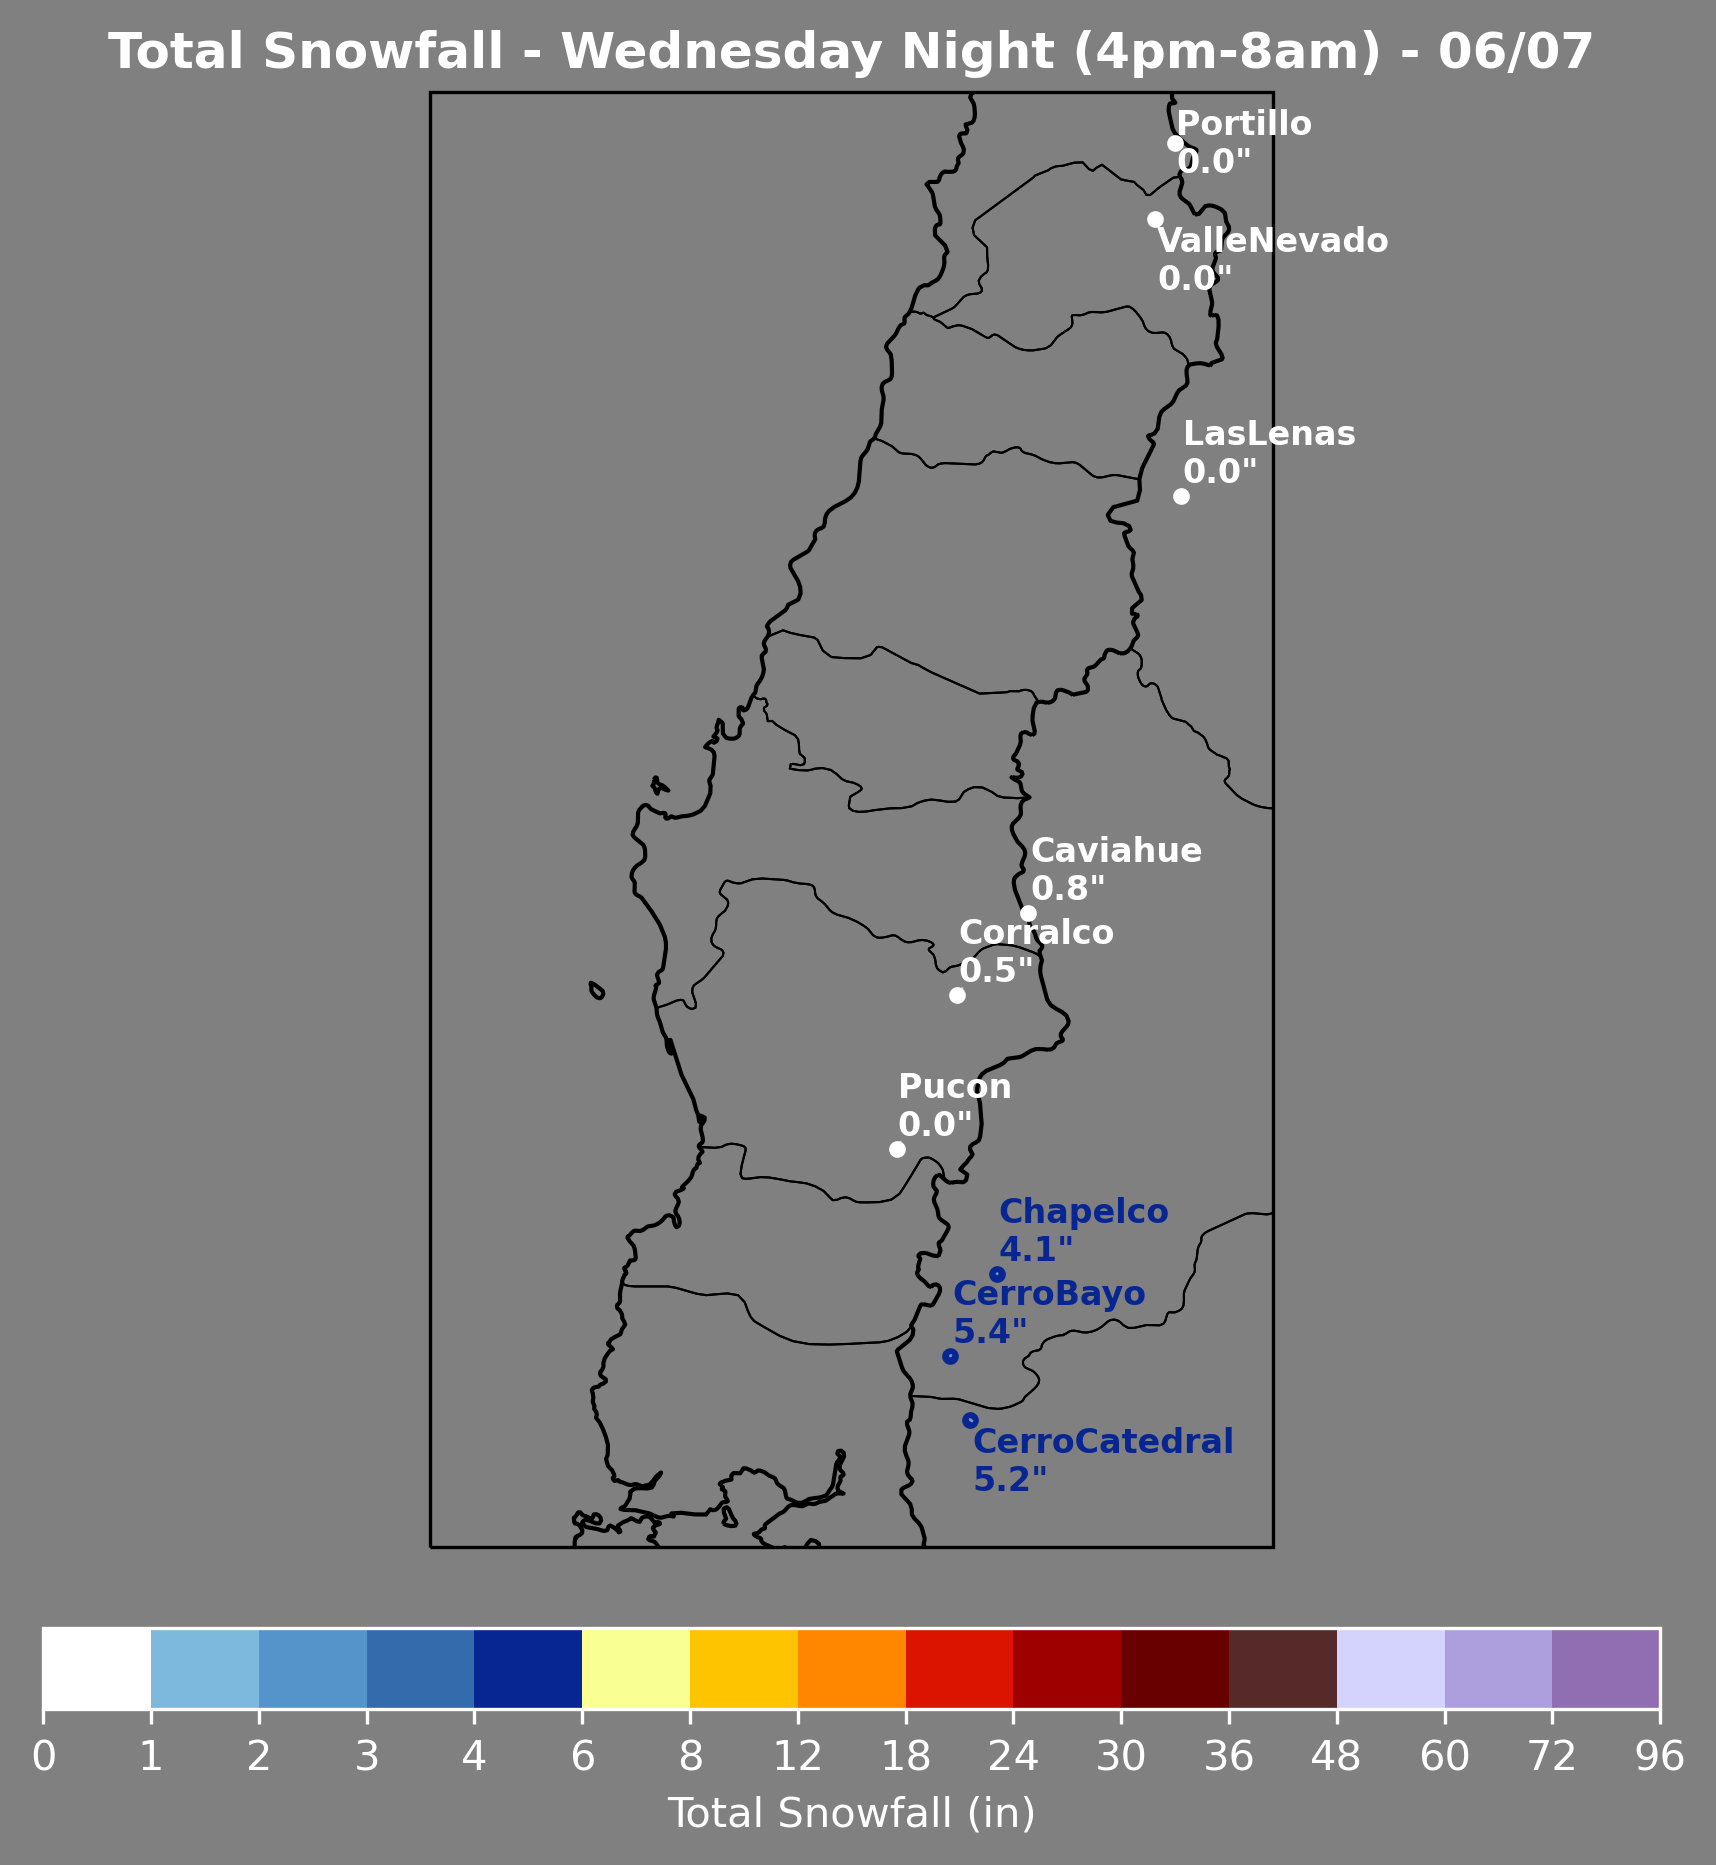 Total Snowfall - Wednesday Night (4pm-8am) - 06/07
Portillo
0.0"
ValleNevado
0.0"
LasLenas
0.0"
Caviahue
0.8"
Corralco
0.5"
Pucon
0.0"
Chapelco
4.1"
CerroBayo
5.4"
CerroCatedral
5.2"
0 1 2 3 4 6 8 12 18 24 30 36 48 60 72 96
Total Snowfall (in)